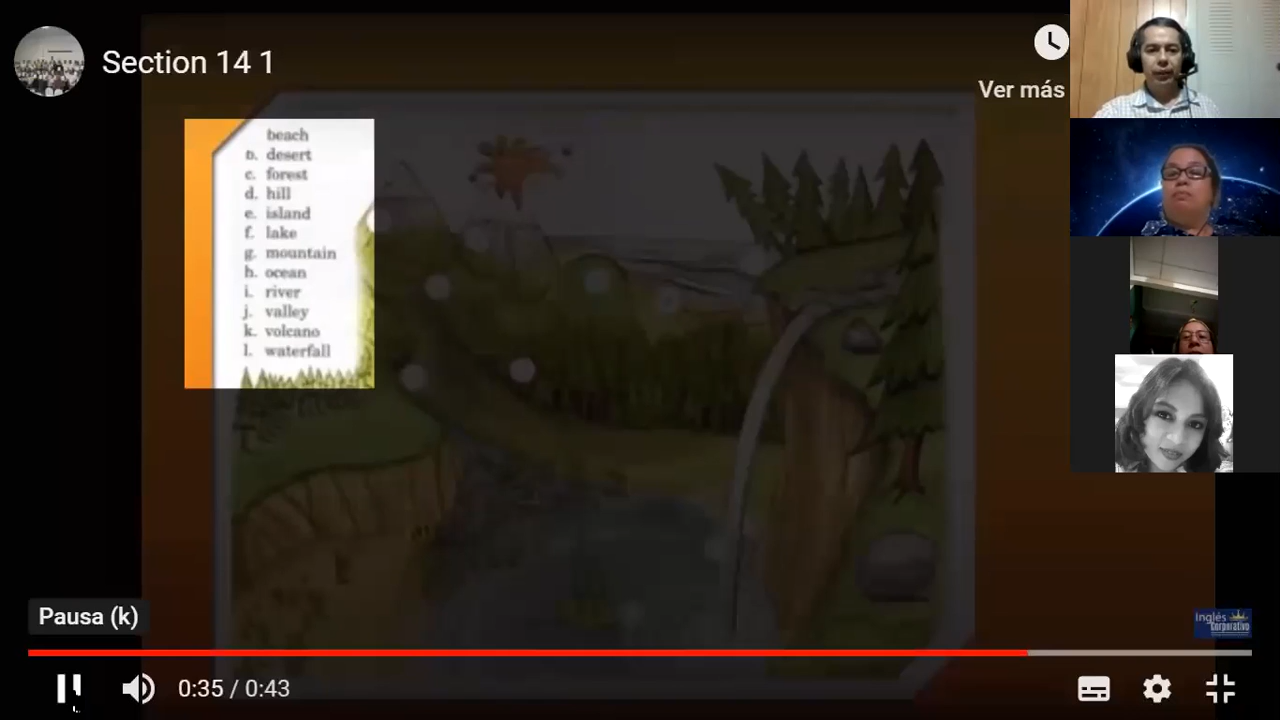 Section 14 1
Ver más
beach
b. desert
c. forest
d. hill
e. island
f. lake
g. mountain
h. ocean
i. river
j. valley
k. volcano
l. waterfall
Pausa (k)
Inglés
Corporativo
0:35 / 0:43